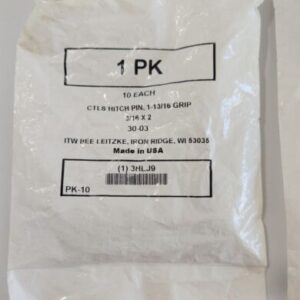 1 PK
10 EACH
CTLS HITCH PIN, 1-13/16 GRIP
3/16 X 2
30-03
ITW BEE LEITZKE, IRON RIDGE, WI 53035
Made in USA
(1) 3HLJ9
PK-10